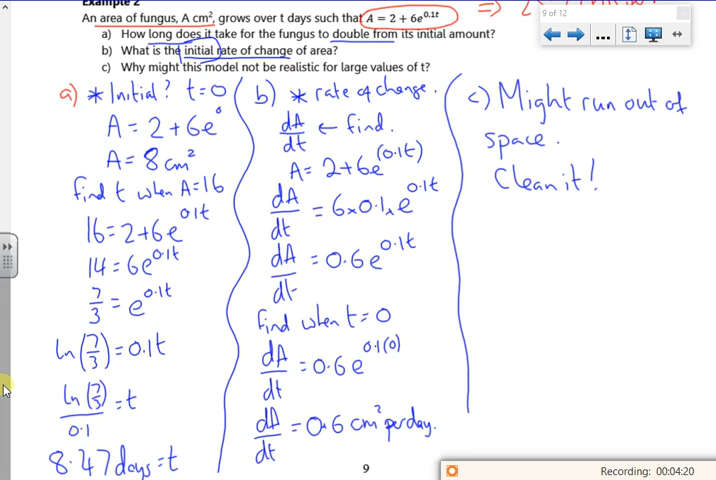 Example 2
An area of fungus, A cm², grows over t days such that A = 2 + 6e^0.1t
a) How long does it take for the fungus to double from its initial amount?
b) What is the initial rate of change of area?
c) Why might this model not be realistic for large values of t?
9 of 12
...
a) * Initial? t=0
A = 2 + 6e^0
A = 8cm²
find t when A=16
16 = 2+6e^0.1t
14 = 6e^0.1t
7/3 = e^0.1t
ln(7/3) = 0.1t
ln(7/3)/0.1 = t
8.47 days = t
b) * rate of change.
dA/dt ← find.
A = 2+6e^(0.1t)
dA/dt = 6×0.1×e^0.1t
dA/dt = 0.6e^0.1t
find when t=0
dA/dt = 0.6e^0.1(0)
dA/dt = 0.6 cm² per day.
c) Might run out of
space.
Clean it!
9
Recording: 00:04:20